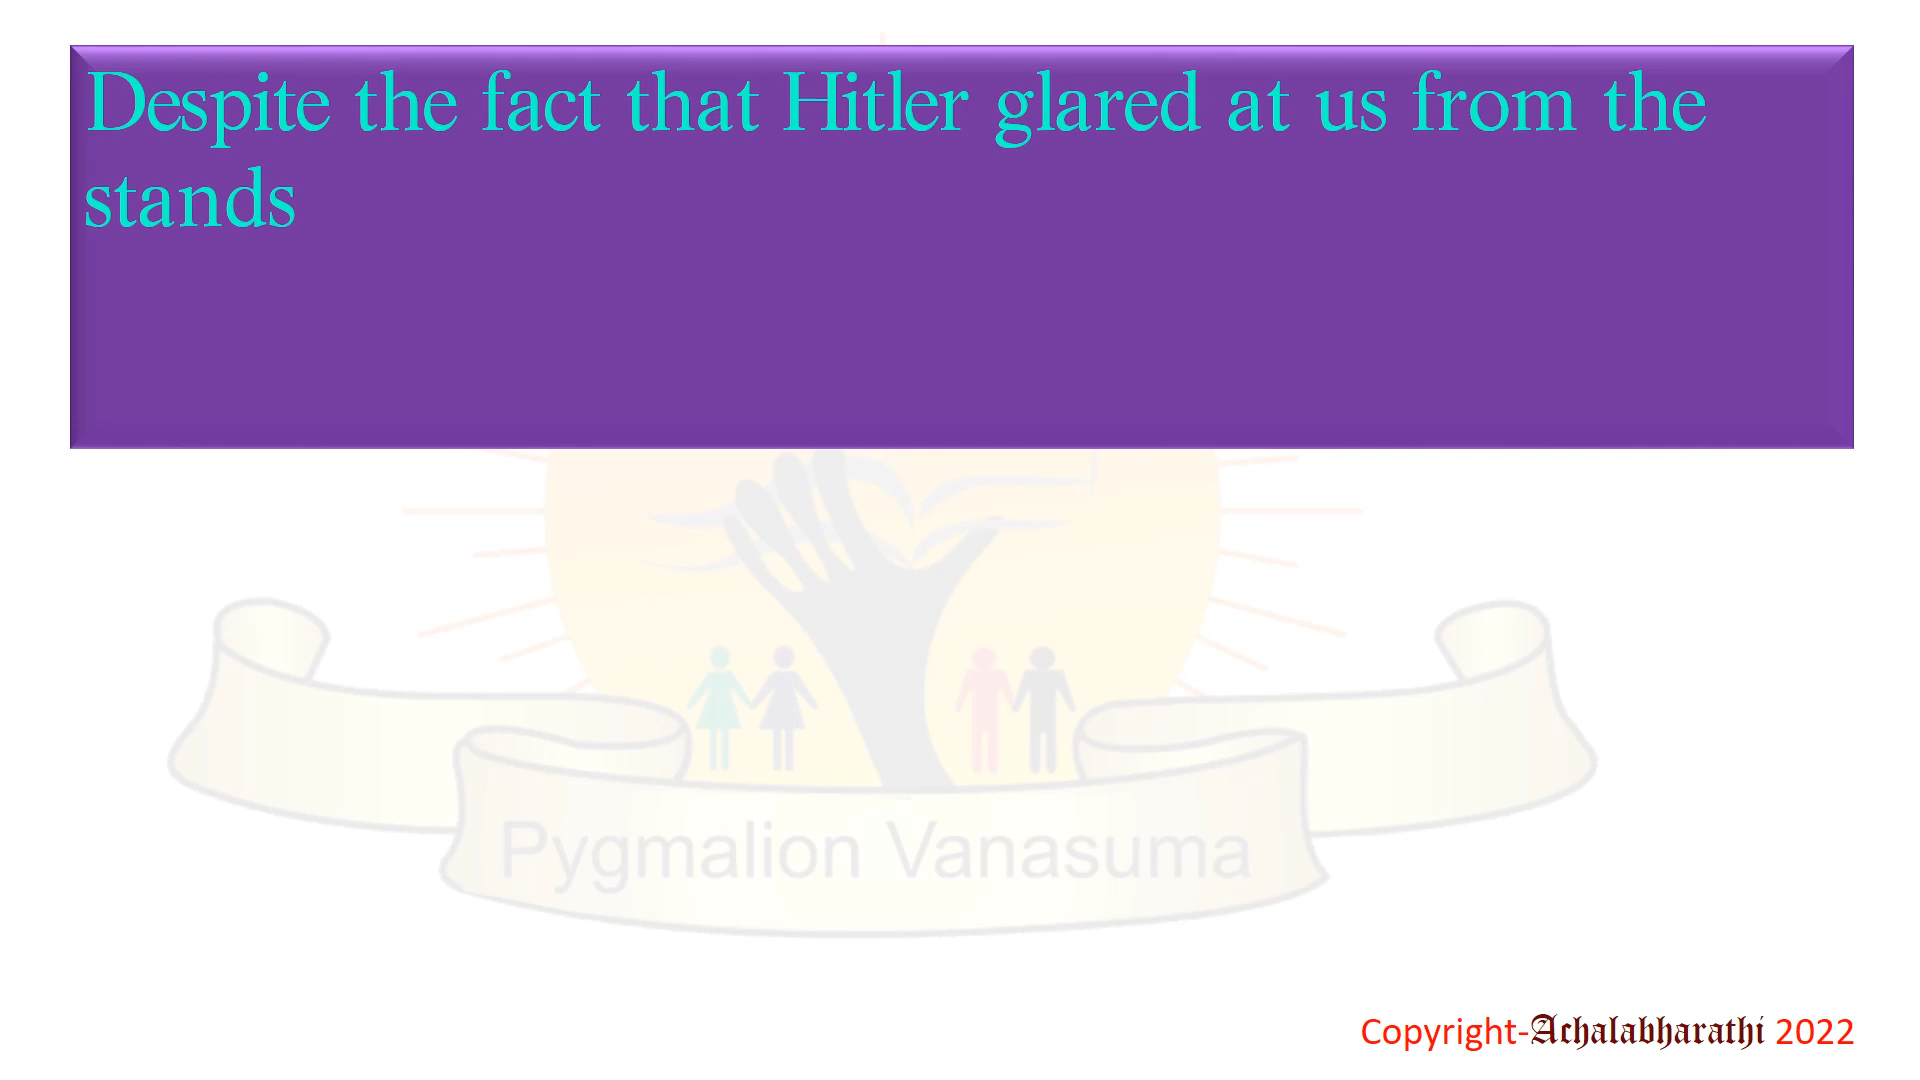 Despite the fact that Hitler glared at us from the
stands
Pygmalion Vanasuma
Copyright-Achalabharathi 2022